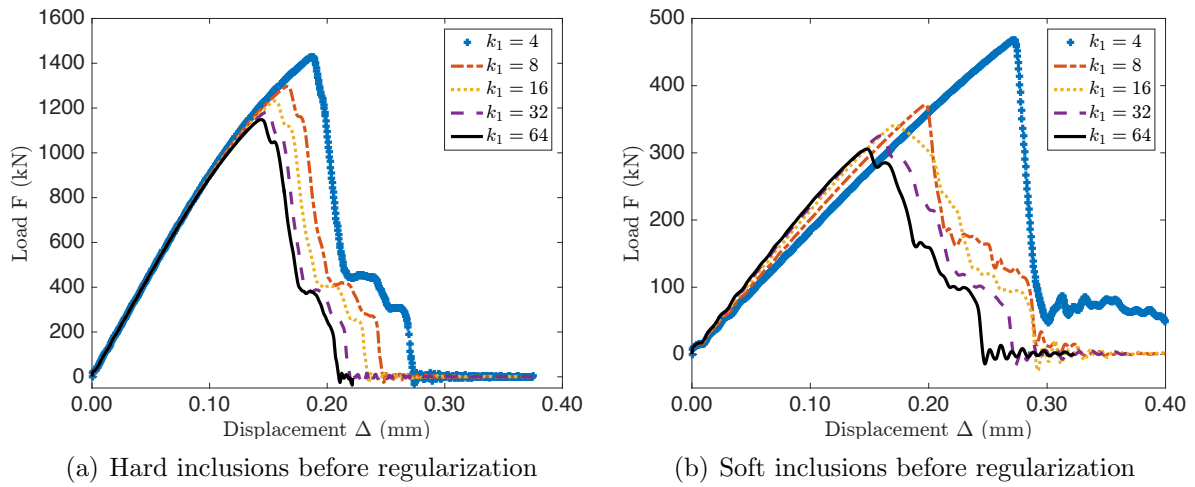 1600
1400
1200
1000
800
600
400
200
0
Load F (kN)
0.00 0.10 0.20 0.30 0.40
Displacement Δ (mm)
k₁ = 4
k₁ = 8
k₁ = 16
k₁ = 32
k₁ = 64
(a) Hard inclusions before regularization
500
400
300
200
100
0
Load F (kN)
0.00 0.10 0.20 0.30 0.40
Displacement Δ (mm)
k₁ = 4
k₁ = 8
k₁ = 16
k₁ = 32
k₁ = 64
(b) Soft inclusions before regularization